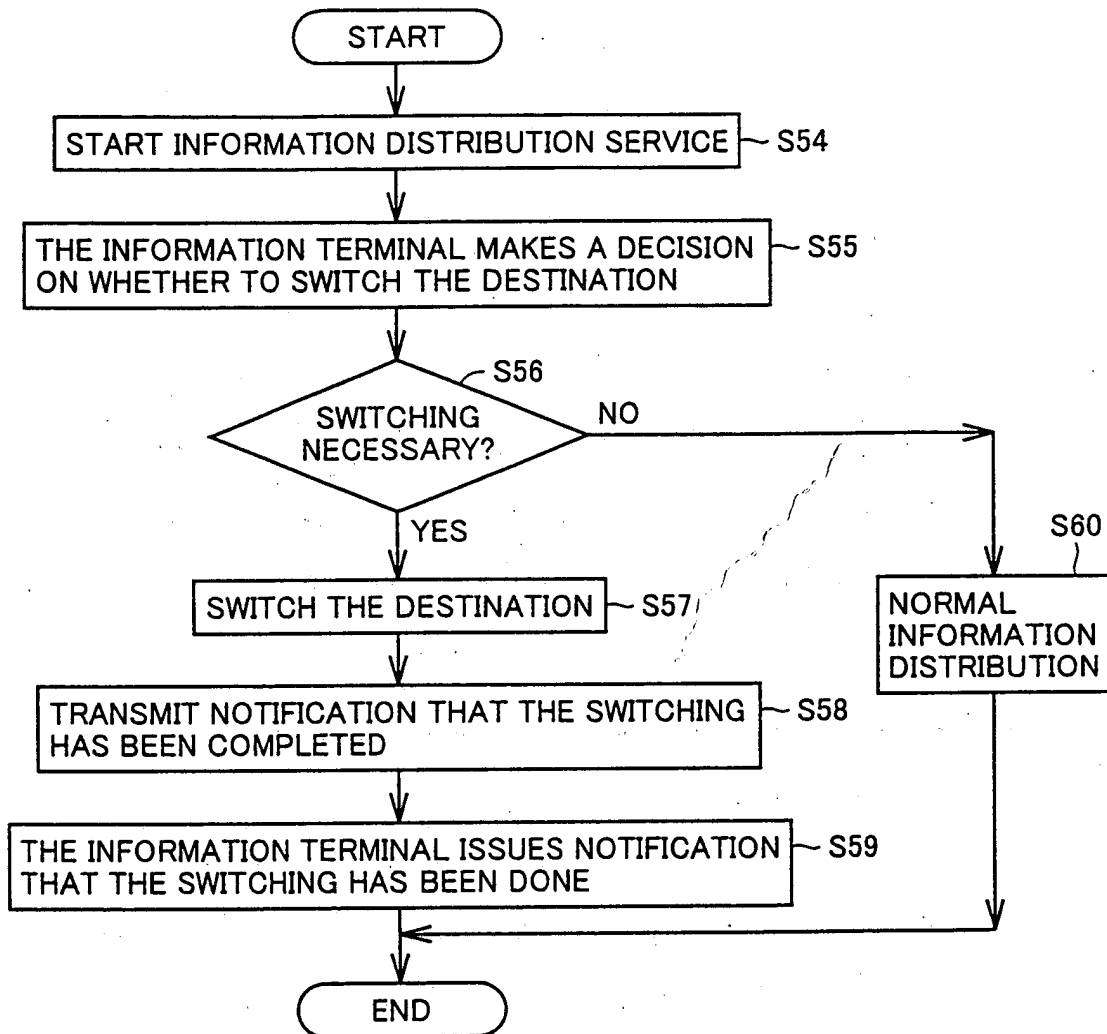 START
START INFORMATION DISTRIBUTION SERVICE
S54
THE INFORMATION TERMINAL MAKES A DECISION
ON WHETHER TO SWITCH THE DESTINATION
S55
S56
SWITCHING
NECESSARY?
NO
YES
S60
SWITCH THE DESTINATION
S57
NORMAL
INFORMATION
DISTRIBUTION
TRANSMIT NOTIFICATION THAT THE SWITCHING
HAS BEEN COMPLETED
S58
THE INFORMATION TERMINAL ISSUES NOTIFICATION
THAT THE SWITCHING HAS BEEN DONE
S59
END